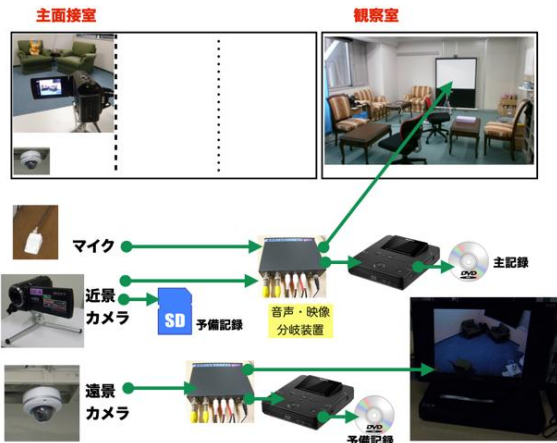 主面接室
観察室
マイク
DVD
主記録
近景
カメラ
SD
予備記録
音声・映像
分岐装置
遠景
カメラ
DVD
予備記録